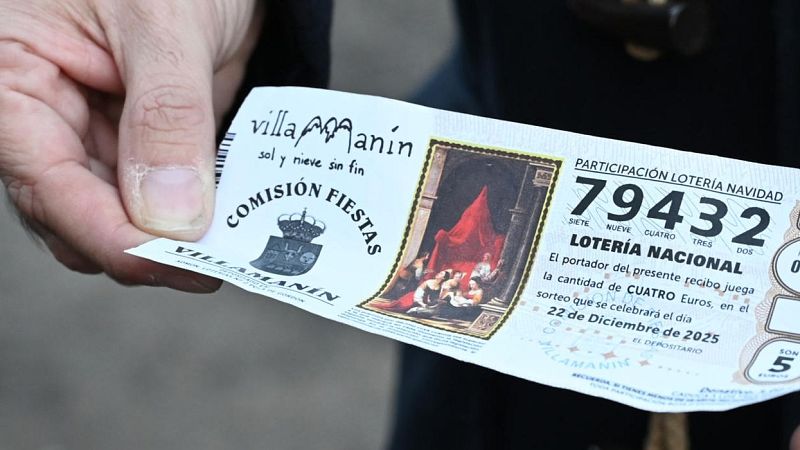 villaManín
sol y nieve sin fin
COMISIÓN FIESTAS
VILLAMANÍN
PARTICIPACIÓN LOTERÍA NAVIDAD
79432
SIETE NUEVE CUATRO TRES DOS
LOTERÍA NACIONAL
El portador del presente recibo juega
la cantidad de CUATRO Euros, en el
sorteo que se celebrará el día
22 de Diciembre de 2025
EL DEPOSITARIO
VILLAMANÍN
SON
5
EUROS